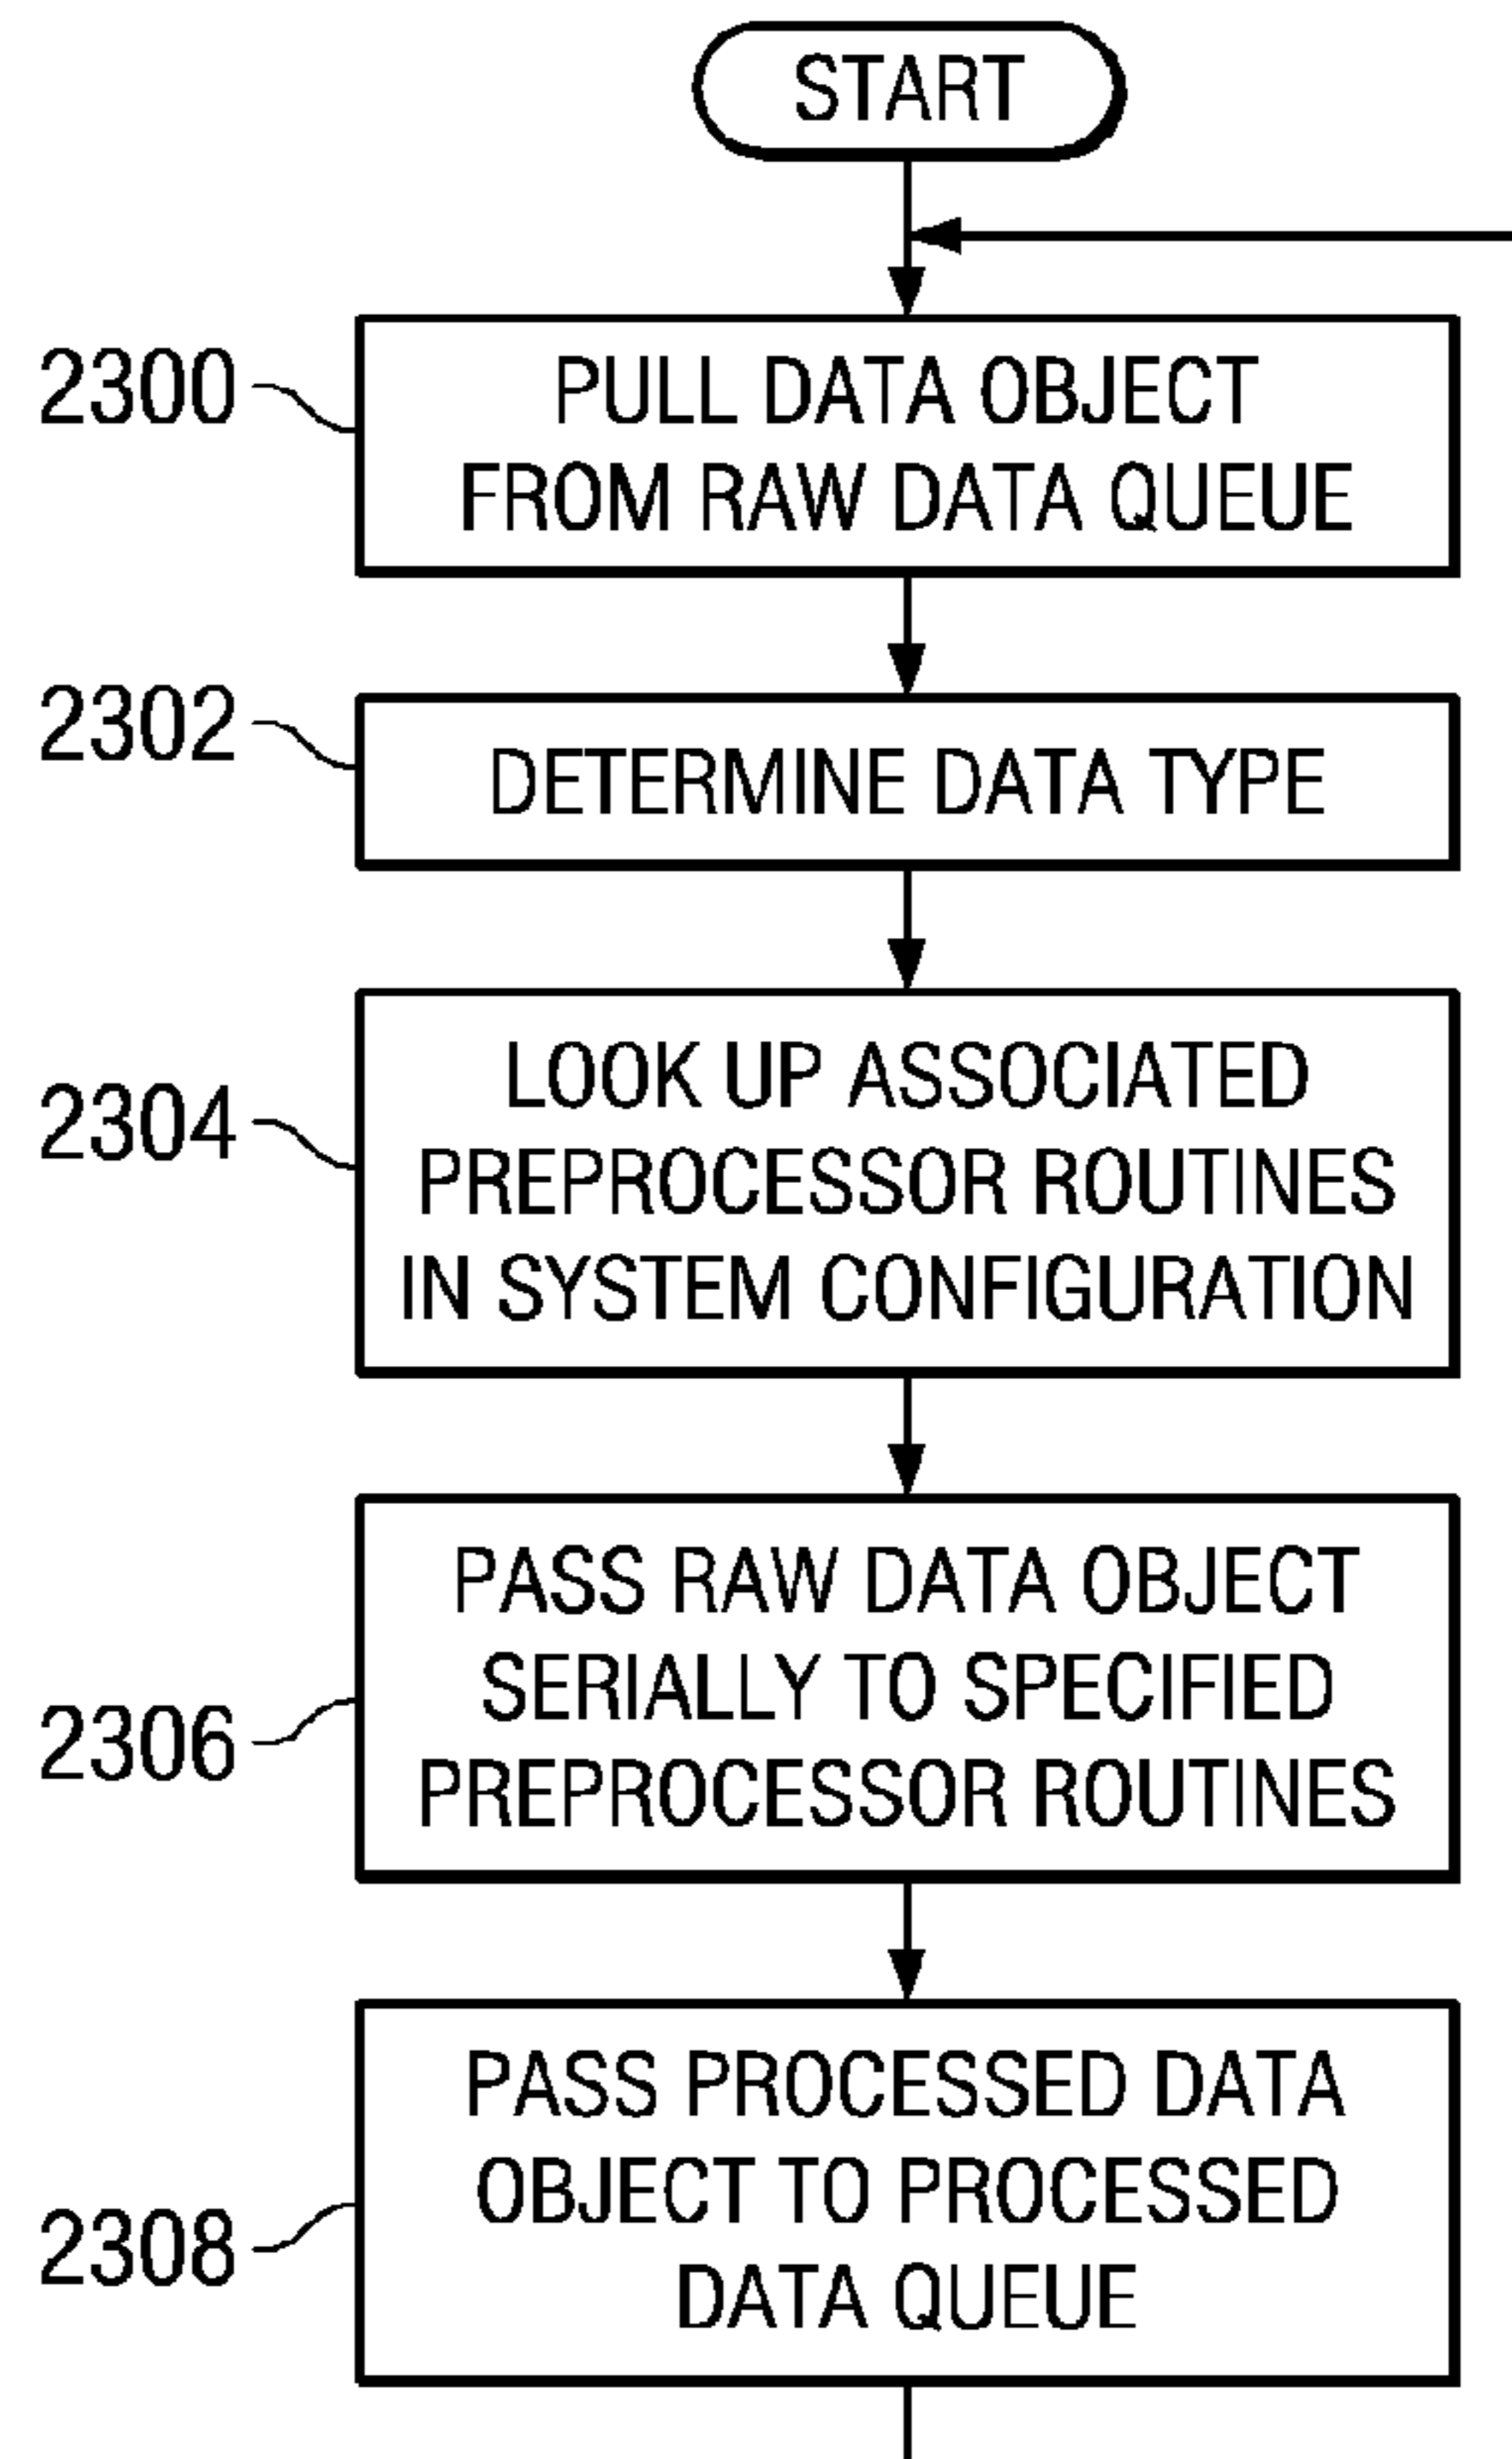 START
2300
PULL DATA OBJECT
FROM RAW DATA QUEUE
2302
DETERMINE DATA TYPE
2304
LOOK UP ASSOCIATED
PREPROCESSOR ROUTINES
IN SYSTEM CONFIGURATION
2306
PASS RAW DATA OBJECT
SERIALLY TO SPECIFIED
PREPROCESSOR ROUTINES
2308
PASS PROCESSED DATA
OBJECT TO PROCESSED
DATA QUEUE